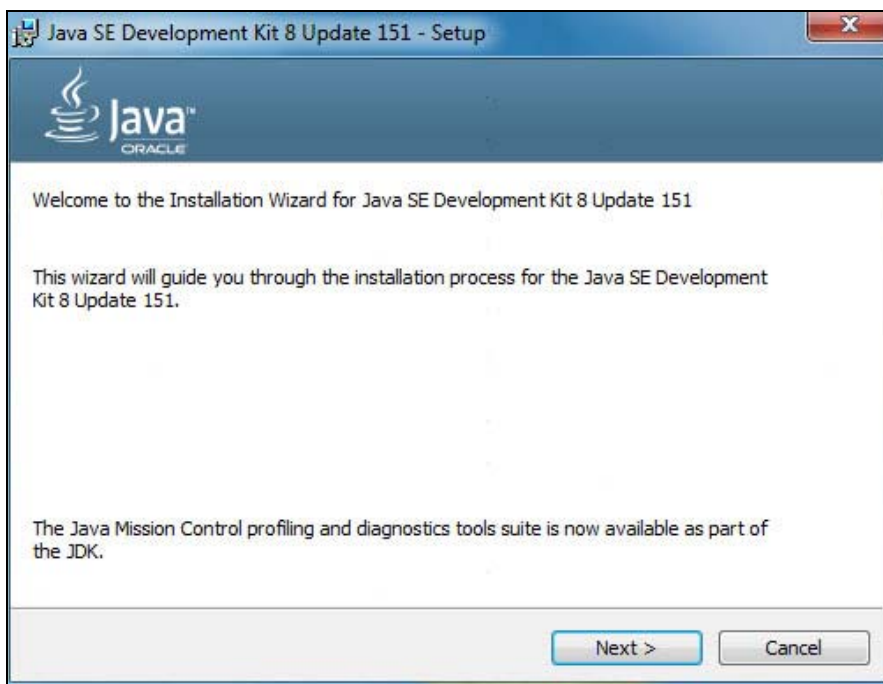 Java SE Development Kit 8 Update 151 - Setup
Java™
ORACLE
Welcome to the Installation Wizard for Java SE Development Kit 8 Update 151
This wizard will guide you through the installation process for the Java SE Development
Kit 8 Update 151.
The Java Mission Control profiling and diagnostics tools suite is now available as part of
the JDK.
Next >
Cancel